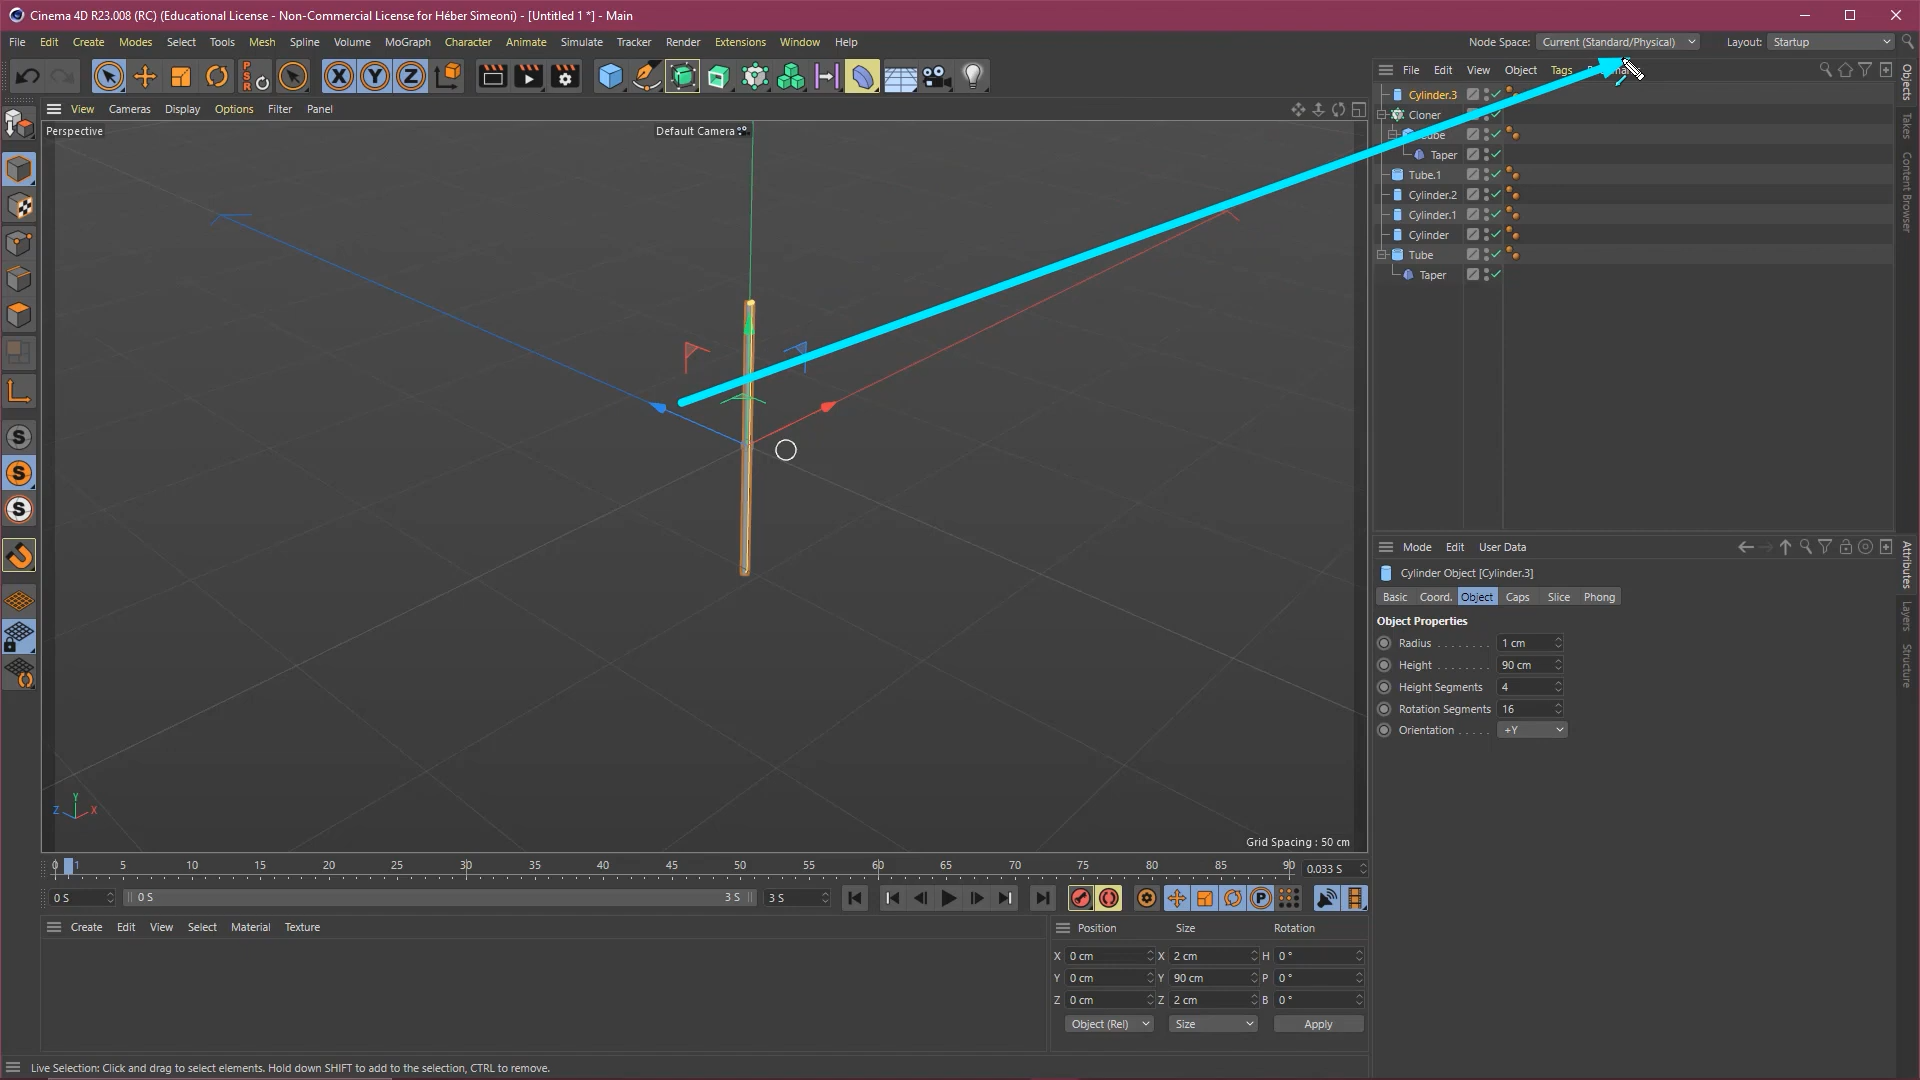 Cinema 4D R23.008 (RC) (Educational License - Non-Commercial License for Héber Simeoni) - [Untitled 1 *] - Main
File Edit Create Modes Select Tools Mesh Spline Volume MoGraph Character Animate Simulate Tracker Render Extensions Window Help Node Space: Current (Standard/Physical) Layout: Startup
P S R X Y Z
File Edit View Object Tags
View Cameras Display Options Filter Panel
Perspective
Default Camera
Cylinder.3
Cloner
Taper
Tube.1
Cylinder.2
Cylinder.1
Cylinder
Tube
Taper
Objects
Takes
Content Browser
S
S
S
Z Y X
Grid Spacing : 50 cm
Mode Edit User Data
Cylinder Object [Cylinder.3]
Basic Coord. Object Caps Slice Phong
Object Properties
Radius . . . . . . . . 1 cm
Height . . . . . . . . 90 cm
Height Segments 4
Rotation Segments 16
Orientation . . . . . +Y
Attributes
Layers
Structure
0 1 5 10 15 20 25 30 35 40 45 50 55 60 65 70 75 80 85 90 0.033 S
0 S 0 S 3 S 3 S P
Create Edit View Select Material Texture
Position Size Rotation
X 0 cm X 2 cm H 0 °
Y 0 cm Y 90 cm P 0 °
Z 0 cm Z 2 cm B 0 °
Object (Rel) Size Apply
Live Selection: Click and drag to select elements. Hold down SHIFT to add to the selection, CTRL to remove.